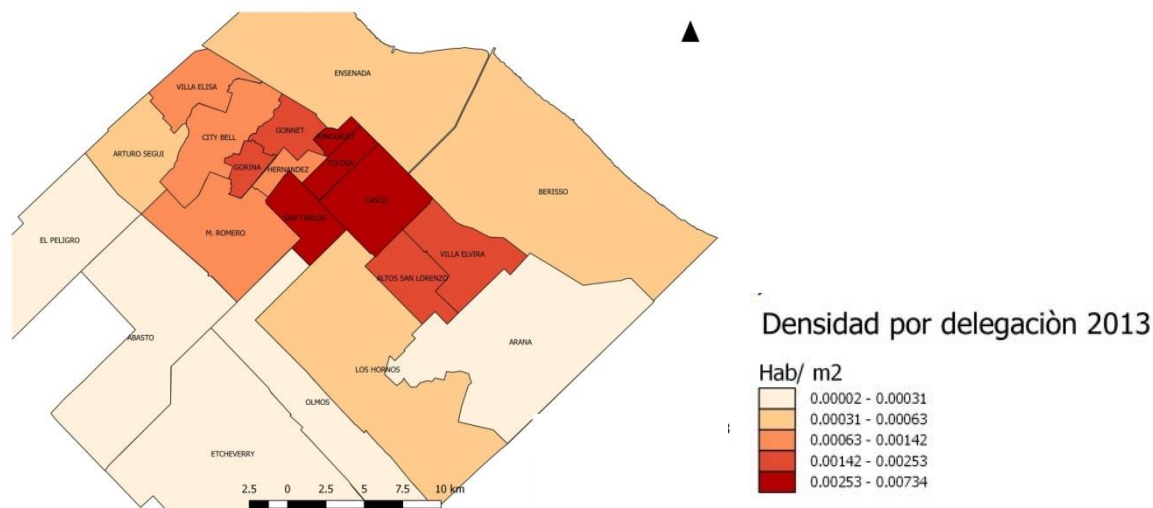 ENSENADA
VILLA ELISA
CITY BELL
GONNET
RINGUELET
ARTURO SEGUI
TOLOSA
GORINA
HERNANDEZ
BERISSO
CASCO
SAN CARLOS
M. ROMERO
EL PELIGRO
VILLA ELVIRA
ALTOS SAN LORENZO
ABASTO
ARANA
LOS HORNOS
OLMOS
ETCHEVERRY
2.5 0 2.5 5 7.5 10 km
Densidad por delegaciòn 2013
Hab/ m2
0.00002 - 0.00031
0.00031 - 0.00063
0.00063 - 0.00142
0.00142 - 0.00253
0.00253 - 0.00734